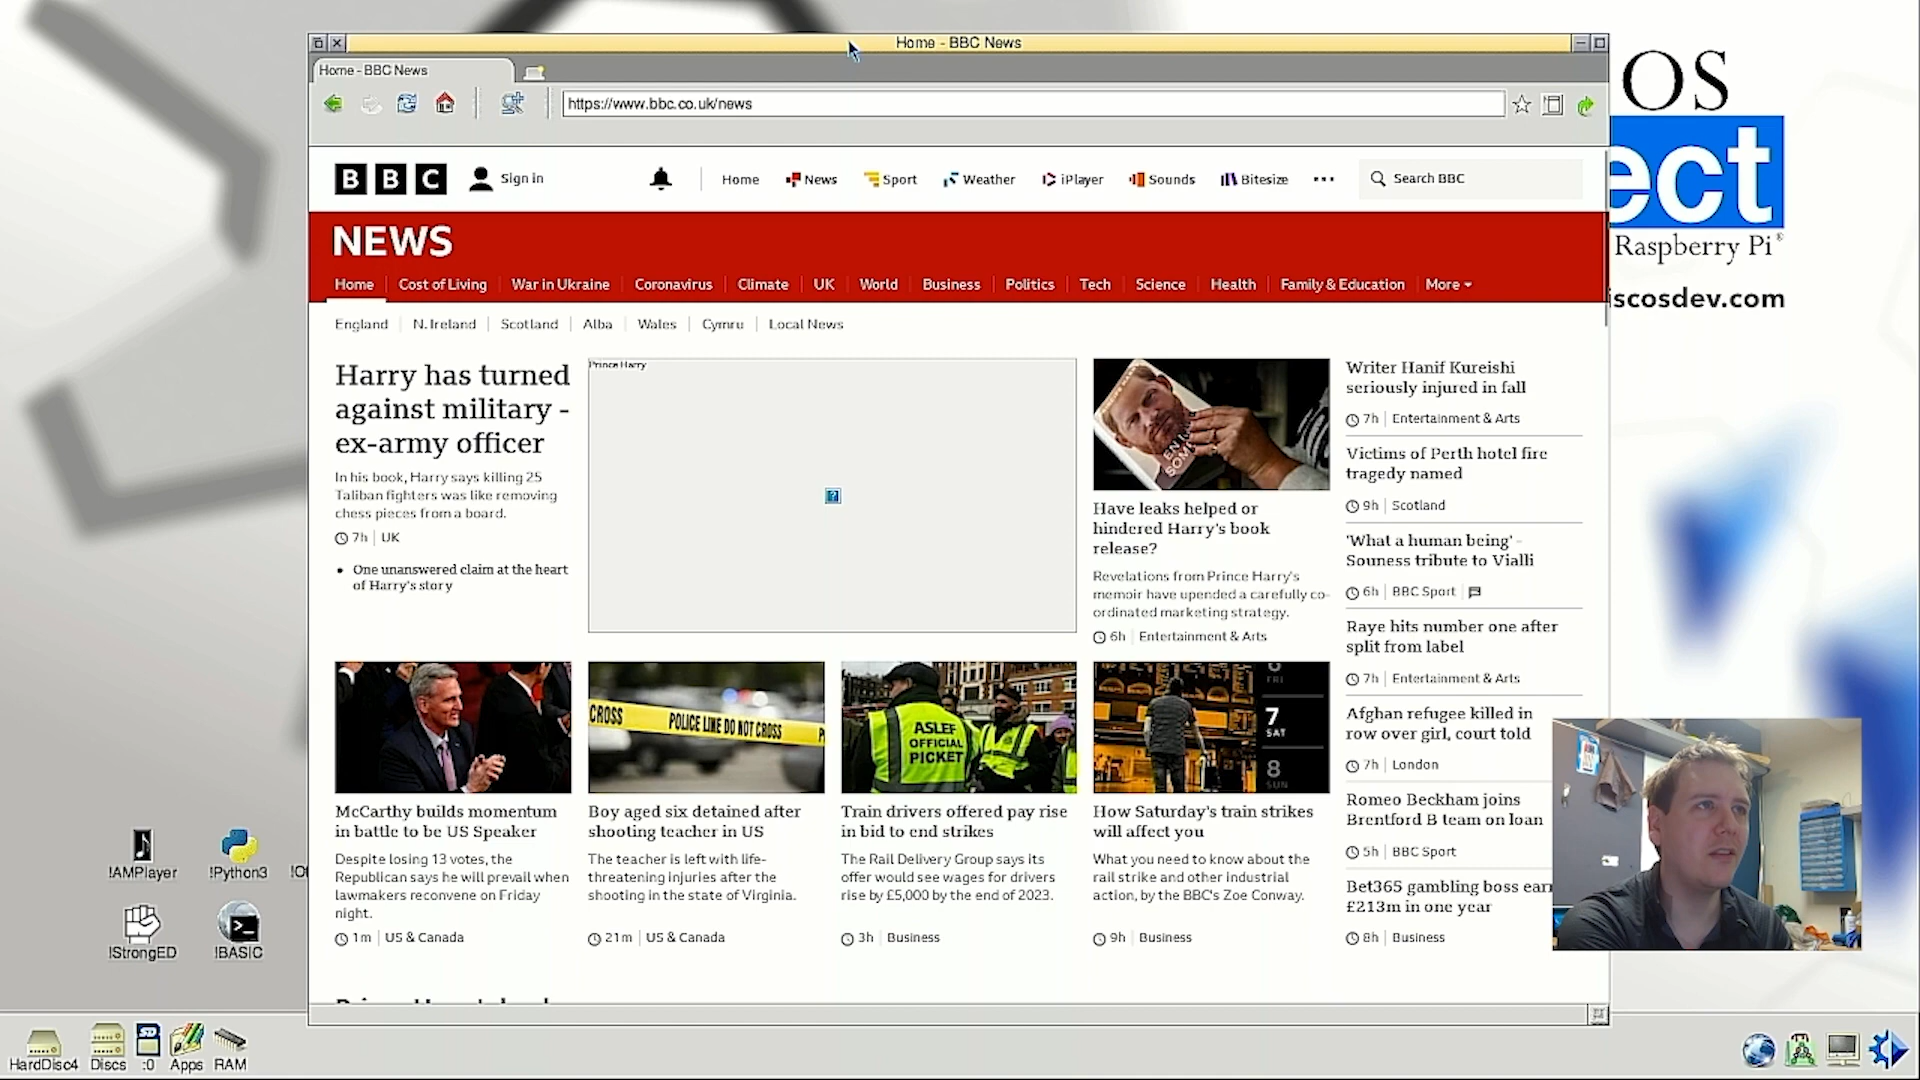 Home - BBC News
Home - BBC News
https://www.bbc.co.uk/news
OS
ect
Raspberry Pi®
iscosdev.com
BBC
Sign in
Home
News
Sport
Weather
iPlayer
Sounds
Bitesize
Search BBC
NEWS
Home
Cost of Living
War in Ukraine
Coronavirus
Climate
UK
World
Business
Politics
Tech
Science
Health
Family & Education
More
England
N. Ireland
Scotland
Alba
Wales
Cymru
Local News
Harry has turned
against military -
ex-army officer
In his book, Harry says killing 25
Taliban fighters was like removing
chess pieces from a board.
7h | UK
One unanswered claim at the heart
of Harry's story
Prince Harry
Have leaks helped or
hindered Harry's book
release?
Revelations from Prince Harry's
memoir have upended a carefully co-
ordinated marketing strategy.
6h | Entertainment & Arts
Writer Hanif Kureishi
seriously injured in fall
7h | Entertainment & Arts
Victims of Perth hotel fire
tragedy named
9h | Scotland
'What a human being' -
Souness tribute to Vialli
6h | BBC Sport
Raye hits number one after
split from label
7h | Entertainment & Arts
Afghan refugee killed in
row over girl, court told
7h | London
Romeo Beckham joins
Brentford B team on loan
5h | BBC Sport
Bet365 gambling boss earn
£213m in one year
8h | Business
McCarthy builds momentum
in battle to be US Speaker
Despite losing 13 votes, the
Republican says he will prevail when
lawmakers reconvene on Friday
night.
1m | US & Canada
CROSS POLICE LINE DO NOT CROSS
Boy aged six detained after
shooting teacher in US
The teacher is left with life-
threatening injuries after the
shooting in the state of Virginia.
21m | US & Canada
ASLEF
OFFICIAL
PICKET
Train drivers offered pay rise
in bid to end strikes
The Rail Delivery Group says its
offer would see wages for drivers
rise by £5,000 by the end of 2023.
3h | Business
FRI
7
SAT
8
SUN
How Saturday's train strikes
will affect you
What you need to know about the
rail strike and other industrial
action, by the BBC's Zoe Conway.
9h | Business
!AMPlayer
!Python3
!StrongED
!BASIC
HardDisc4
Discs
SD
:0
Apps
RAM